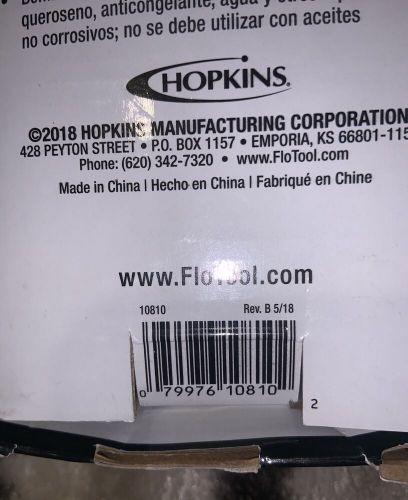 queroseno, anticongelante, agua y
no corrosivos; no se debe utilizar con aceites
HOPKINS.
©2018 HOPKINS MANUFACTURING CORPORATION
428 PEYTON STREET • P.O. BOX 1157 • EMPORIA, KS 66801-115
Phone: (620) 342-7320 • www.FloTool.com
Made in China | Hecho en China | Fabriqué en Chine
www.FloTool.com
10810 Rev. B 5/18
0 79976 10810 2